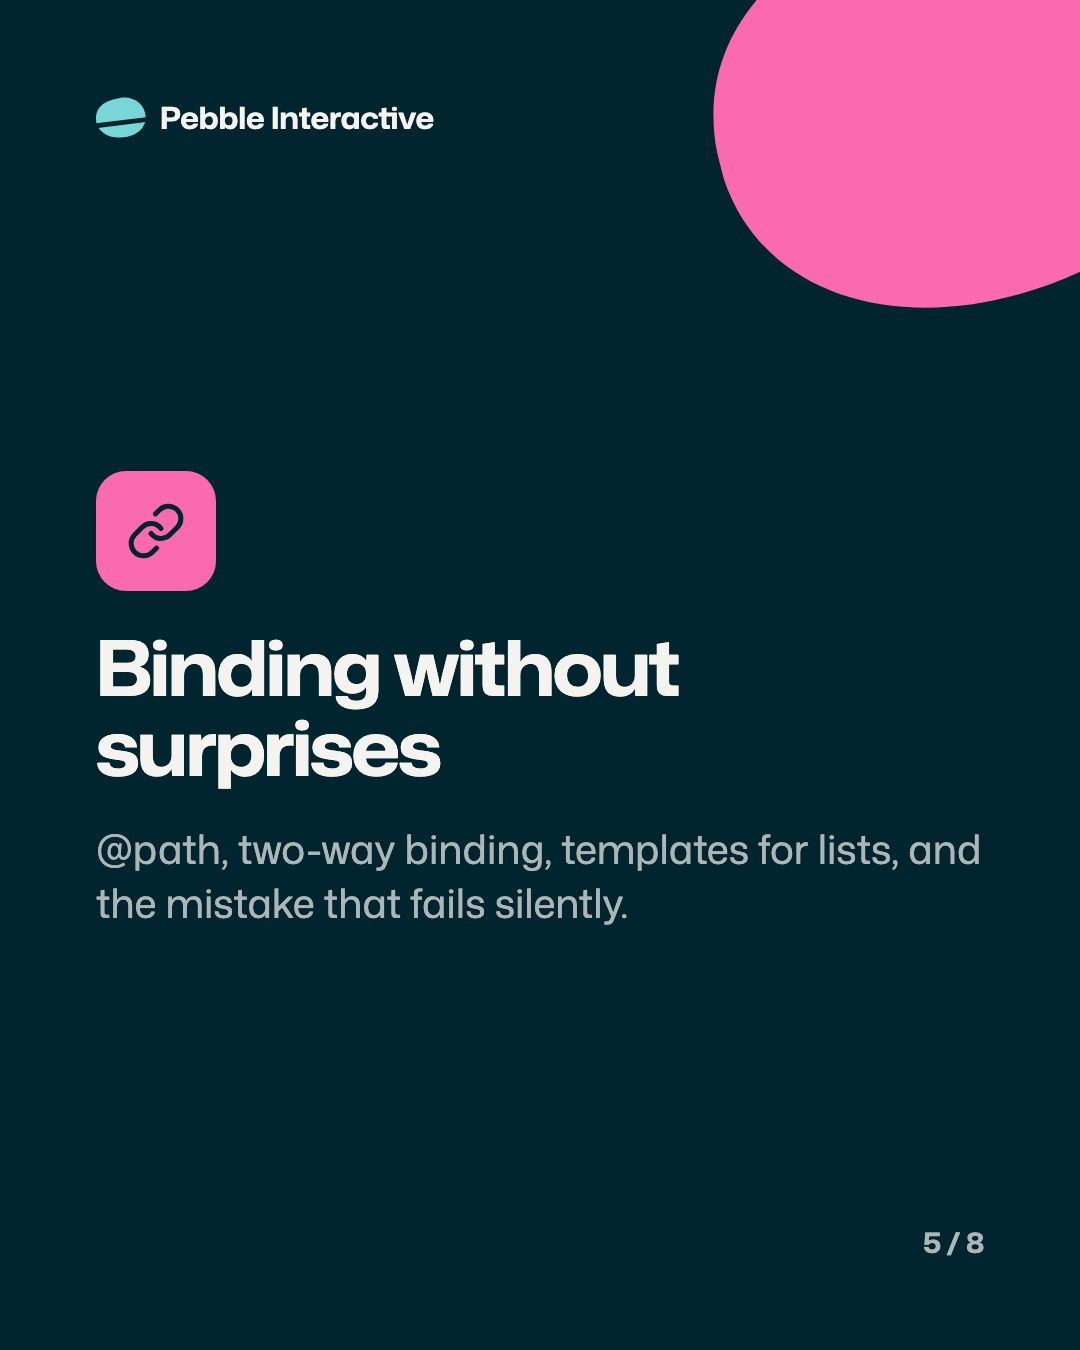 Pebble Interactive
Binding without
surprises
@path, two-way binding, templates for lists, and
the mistake that fails silently.
5 / 8